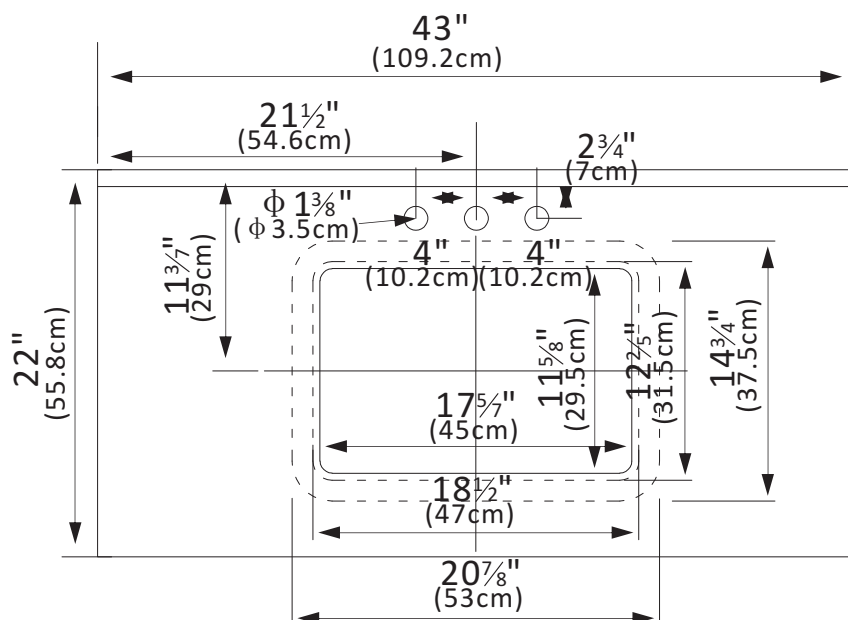 43"
(109.2cm)
21½"
(54.6cm)
2¾"
(7cm)
ф 1⅜"
(ф3.5cm)
4"
(10.2cm)
4"
(10.2cm)
11³⁄₇"
(29cm)
22"
(55.8cm)
11⅝"
(29.5cm)
12⅖"
(31.5cm)
14¾"
(37.5cm)
17⁵⁄₇"
(45cm)
18½"
(47cm)
20⅞"
(53cm)